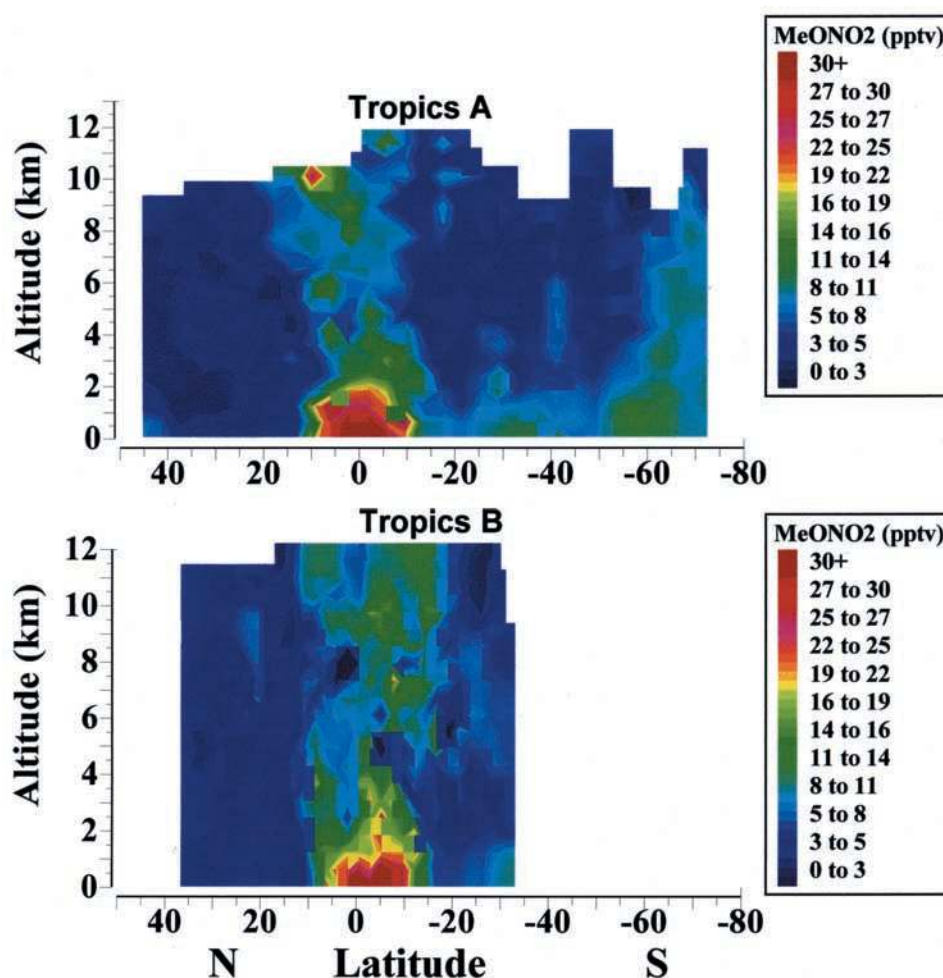 MeONO2 (pptv)
30+
27 to 30
25 to 27
22 to 25
19 to 22
16 to 19
14 to 16
11 to 14
8 to 11
5 to 8
3 to 5
0 to 3
Tropics A
Altitude (km)
12
10
8
6
4
2
0
40 20 0 -20 -40 -60 -80
MeONO2 (pptv)
30+
27 to 30
25 to 27
22 to 25
19 to 22
16 to 19
14 to 16
11 to 14
8 to 11
5 to 8
3 to 5
0 to 3
Tropics B
Altitude (km)
12
10
8
6
4
2
0
40 20 0 -20 -40 -60 -80
N Latitude S